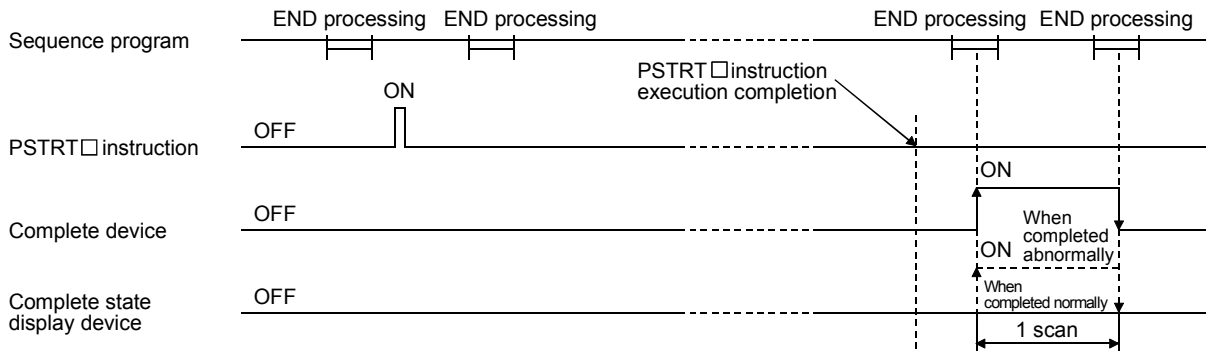 END processing END processing END processing END processing
Sequence program
PSTRT□instruction
execution completion
ON
OFF
PSTRT□ instruction
ON
OFF
Complete device
When
completed
abnormally
ON
OFF
When
completed normally
Complete state
display device
1 scan